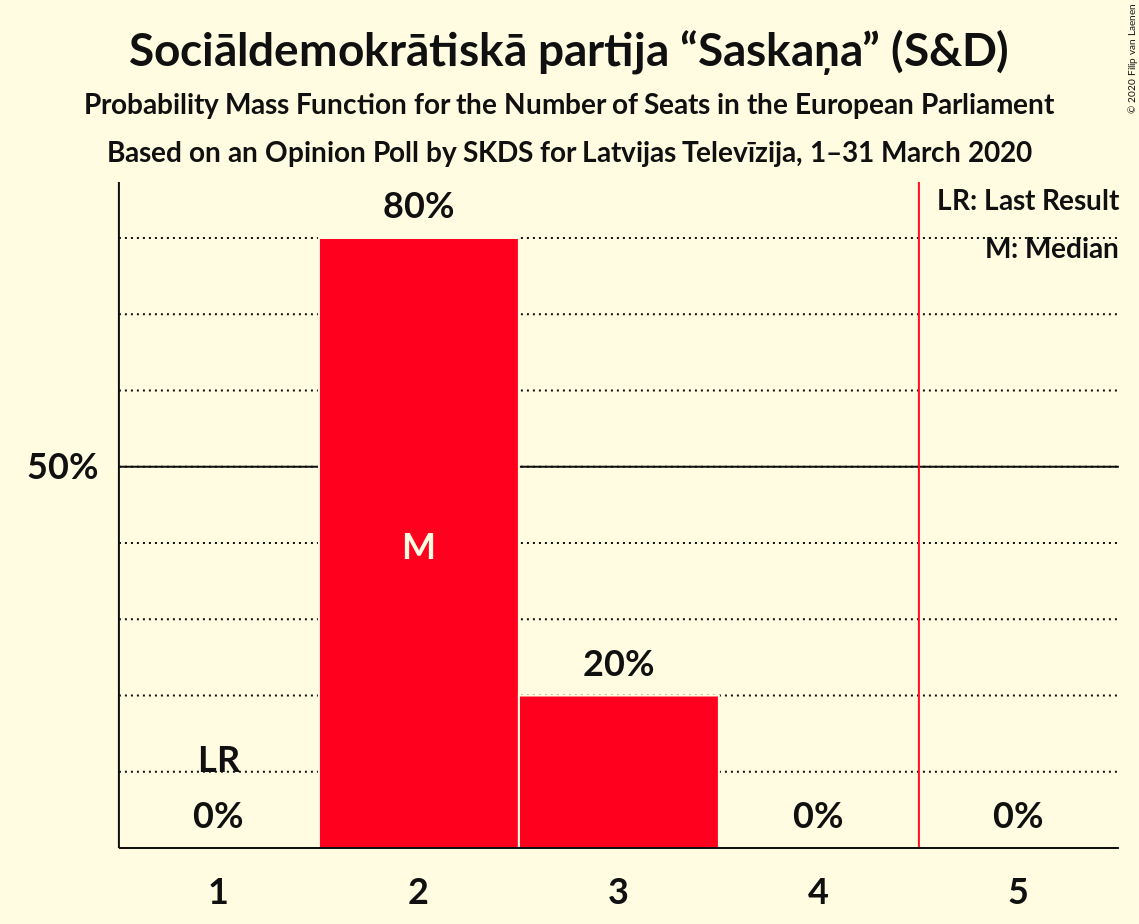 Sociāldemokrātiskā partija “Saskaņa” (S&D)
Probability Mass Function for the Number of Seats in the European Parliament
Based on an Opinion Poll by SKDS for Latvijas Televīzija, 1–31 March 2020
© 2020 Filip van Laenen
LR: Last Result
M: Median
80%
50%
M
20%
LR
0%
0%
0%
1
2
3
4
5